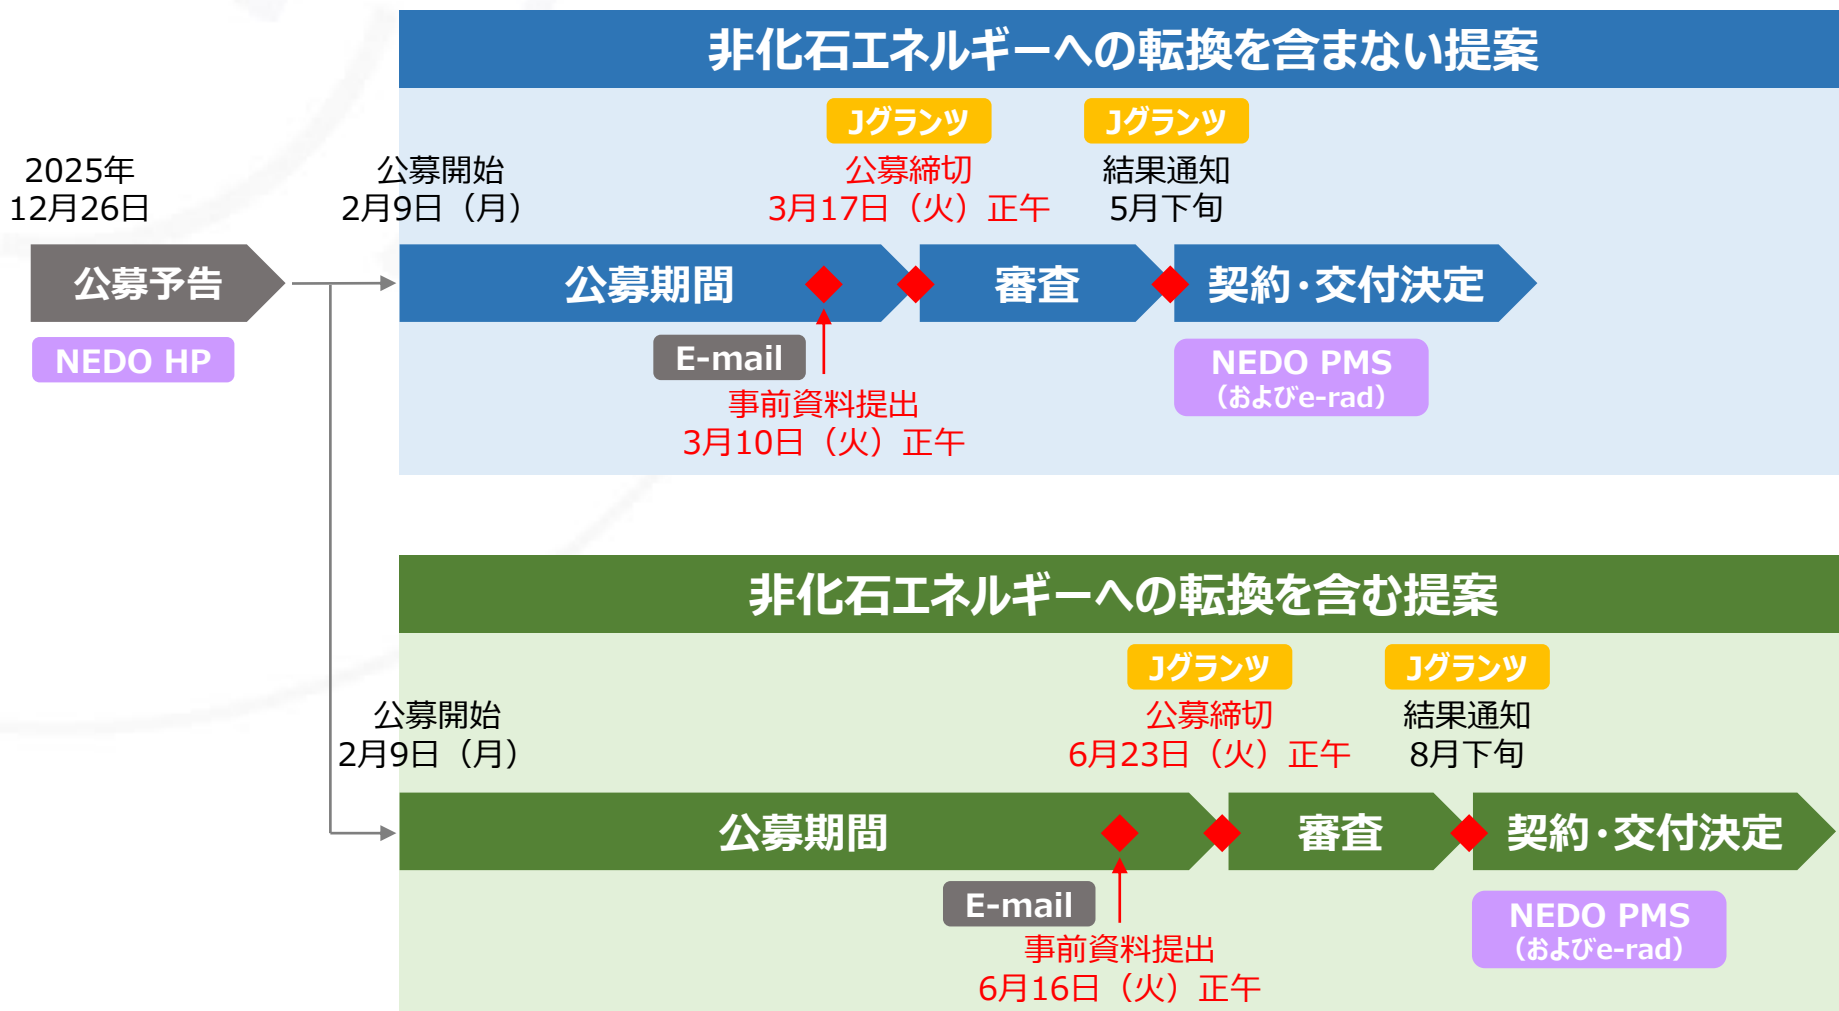 非化石エネルギーへの転換を含まない提案
2025年
12月26日
公募予告
NEDO HP
公募開始
2月9日（月）
Jグランツ
公募締切
3月17日（火）正午
Jグランツ
結果通知
5月下旬
公募期間
審査
契約・交付決定
E-mail
事前資料提出
3月10日（火）正午
NEDO PMS
（およびe-rad）
非化石エネルギーへの転換を含む提案
公募開始
2月9日（月）
Jグランツ
公募締切
6月23日（火）正午
Jグランツ
結果通知
8月下旬
公募期間
審査
契約・交付決定
E-mail
事前資料提出
6月16日（火）正午
NEDO PMS
（およびe-rad）